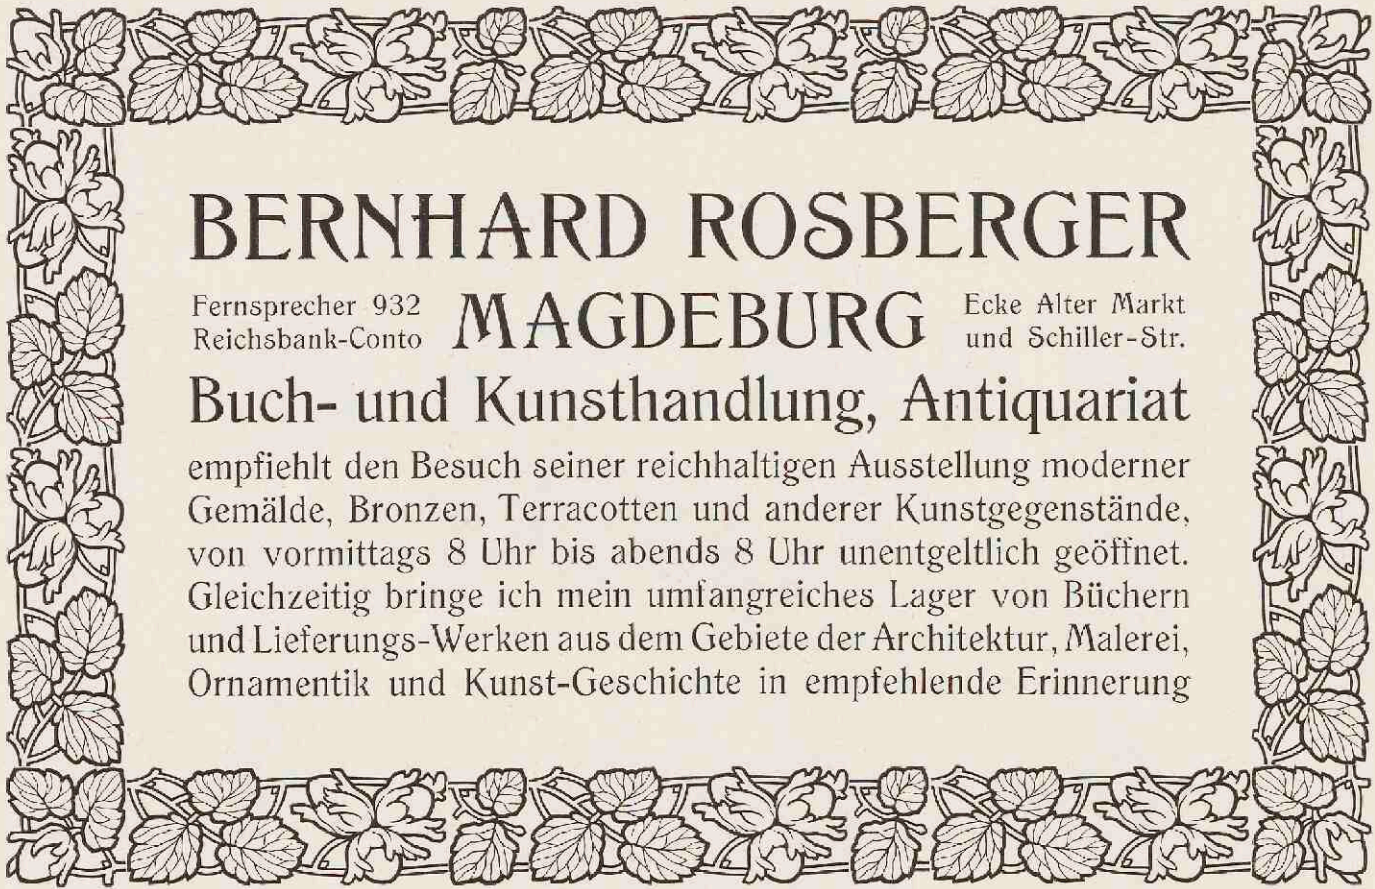 BERNHARD ROSBERGER
Fernsprecher 932
Reichsbank-Conto
MAGDEBURG
Ecke Alter Markt
und Schiller-Str.
Buch- und Kunsthandlung, Antiquariat
empfiehlt den Besuch seiner reichhaltigen Ausstellung moderner
Gemälde, Bronzen, Terracotten und anderer Kunstgegenstände,
von vormittags 8 Uhr bis abends 8 Uhr unentgeltlich geöffnet.
Gleichzeitig bringe ich mein umfangreiches Lager von Büchern
und Lieferungs-Werken aus dem Gebiete der Architektur, Malerei,
Ornamentik und Kunst-Geschichte in empfehlende Erinnerung